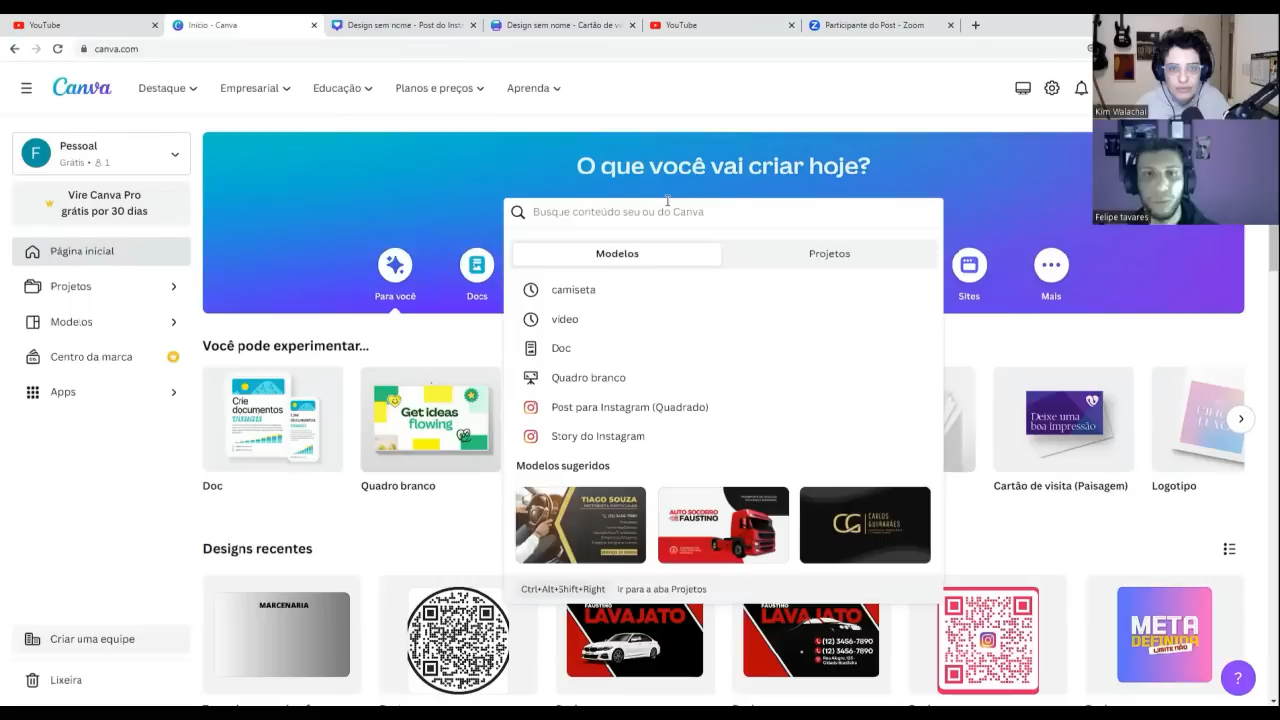 YouTube
Início - Canva
Design sem nome - Post do Inst
Design sem nome - Cartão de vi
YouTube
Participante do Post - Zoom
canva.com
Canva
Destaque
Empresarial
Educação
Planos e preços
Aprenda
Kim Walachai
Felipe tavares
F
Pessoal
Grátis • 1
Vire Canva Pro
grátis por 30 dias
Página inicial
Projetos
Modelos
Centro da marca
Apps
Criar uma equipe
Lixeira
O que você vai criar hoje?
Busque conteúdo seu ou do Canva
Modelos
Projetos
Para você
Docs
Sites
Mais
camiseta
video
Doc
Quadro branco
Post para Instagram (Quadrado)
Story do Instagram
Modelos sugeridos
TIAGO SOUZA
AUTO SOCORRO
FAUSTINO
CG
CARLOS
GUIMARÃES
Ctrl+Alt+Shift+Right
Ir para a aba Projetos
Você pode experimentar...
Crie
documentos
visuais
Get ideas
flowing
Deixe uma
boa impressão
Doc
Quadro branco
Cartão de visita (Paisagem)
Logotipo
Designs recentes
MARCENARIA
FAUSTINO
LAVAJATO
FAUSTINO
LAVAJATO
(12) 3456-7890
(12) 3456-7890
META
DEFINIDA
LIMITE NÃO
?